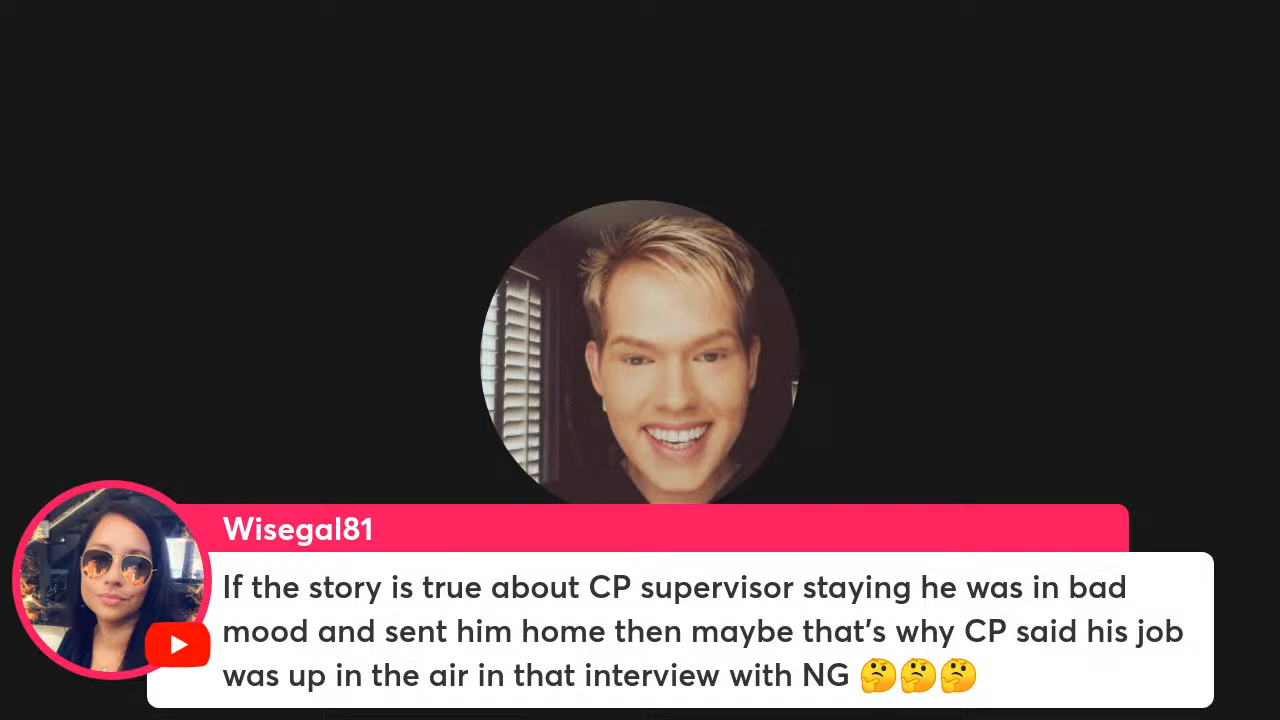 Wisegal81
If the story is true about CP supervisor staying he was in bad
mood and sent him home then maybe that's why CP said his job
was up in the air in that interview with NG 🤔🤔🤔